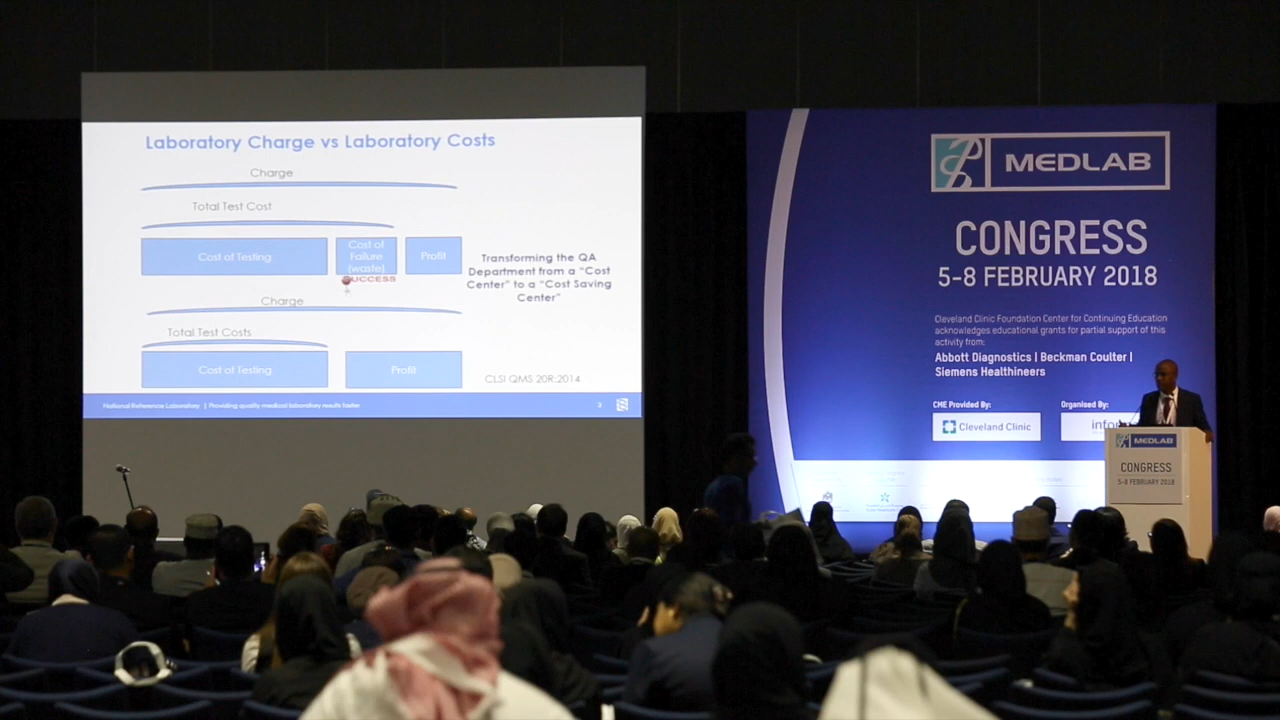 Laboratory Charge vs Laboratory Costs
Charge
Total Test Cost
Cost of Testing
Cost of
Failure
(waste)
Profit
SUCCESS
Transforming the QA
Department from a “Cost
Center” to a “Cost Saving
Center”
Charge
Total Test Costs
Cost of Testing
Profit
CLSI QMS 20R:2014
National Reference Laboratory | Providing quality medical laboratory results faster
3
MEDLAB
CONGRESS
5-8 FEBRUARY 2018
Cleveland Clinic Foundation Center for Continuing Education
acknowledges educational grants for partial support of this
activity from:
Abbott Diagnostics | Beckman Coulter |
Siemens Healthineers
CME Provided By:
Organised By:
Cleveland Clinic
MEDLAB
CONGRESS
5-8 FEBRUARY 2018